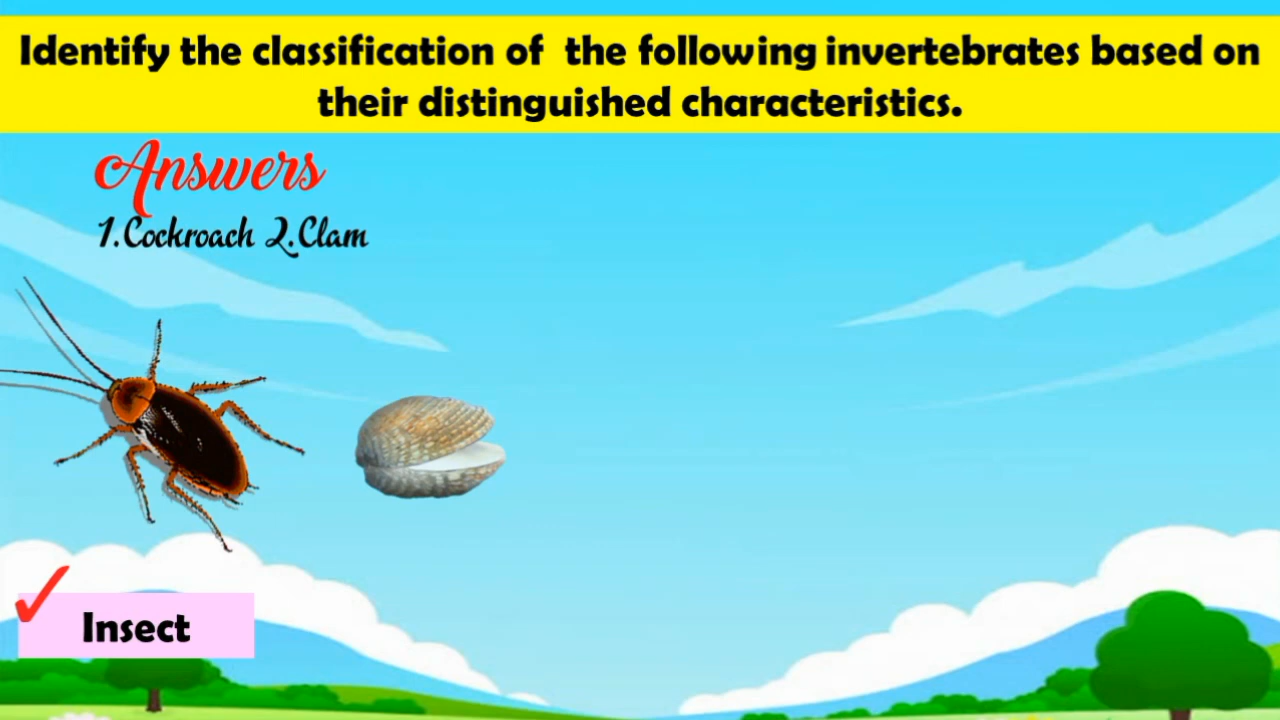 Identify the classification of the following invertebrates based on
their distinguished characteristics.
Answers
1.Cockroach 2.Clam
Insect